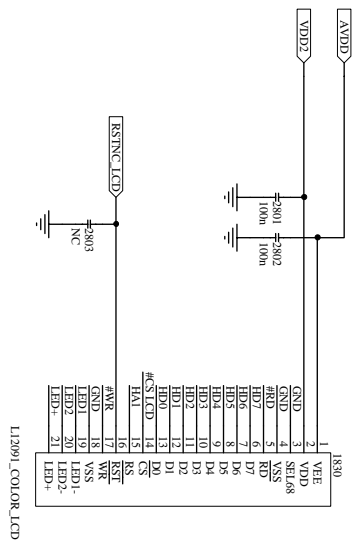 AVDD
VDD2
RSTNC_LCD
2801
100n
2802
100n
2803
NC
1830
1 VEE
2 VDD
GND 3 SEL68
GND 4 VSS
#RD 5 RD
HD7 6 D7
HD6 7 D6
HD5 8 D5
HD4 9 D4
HD3 10 D3
HD2 11 D2
HD1 12 D1
HD0 13 D0
#CS LCD 14 CS
HA1 15 RS
16 RST
#WR 17 WR
GND 18 VSS
LED1 19 LED1-
LED2 20 LED2-
LED+ 21 LED+
L12091_COLOR_LCD